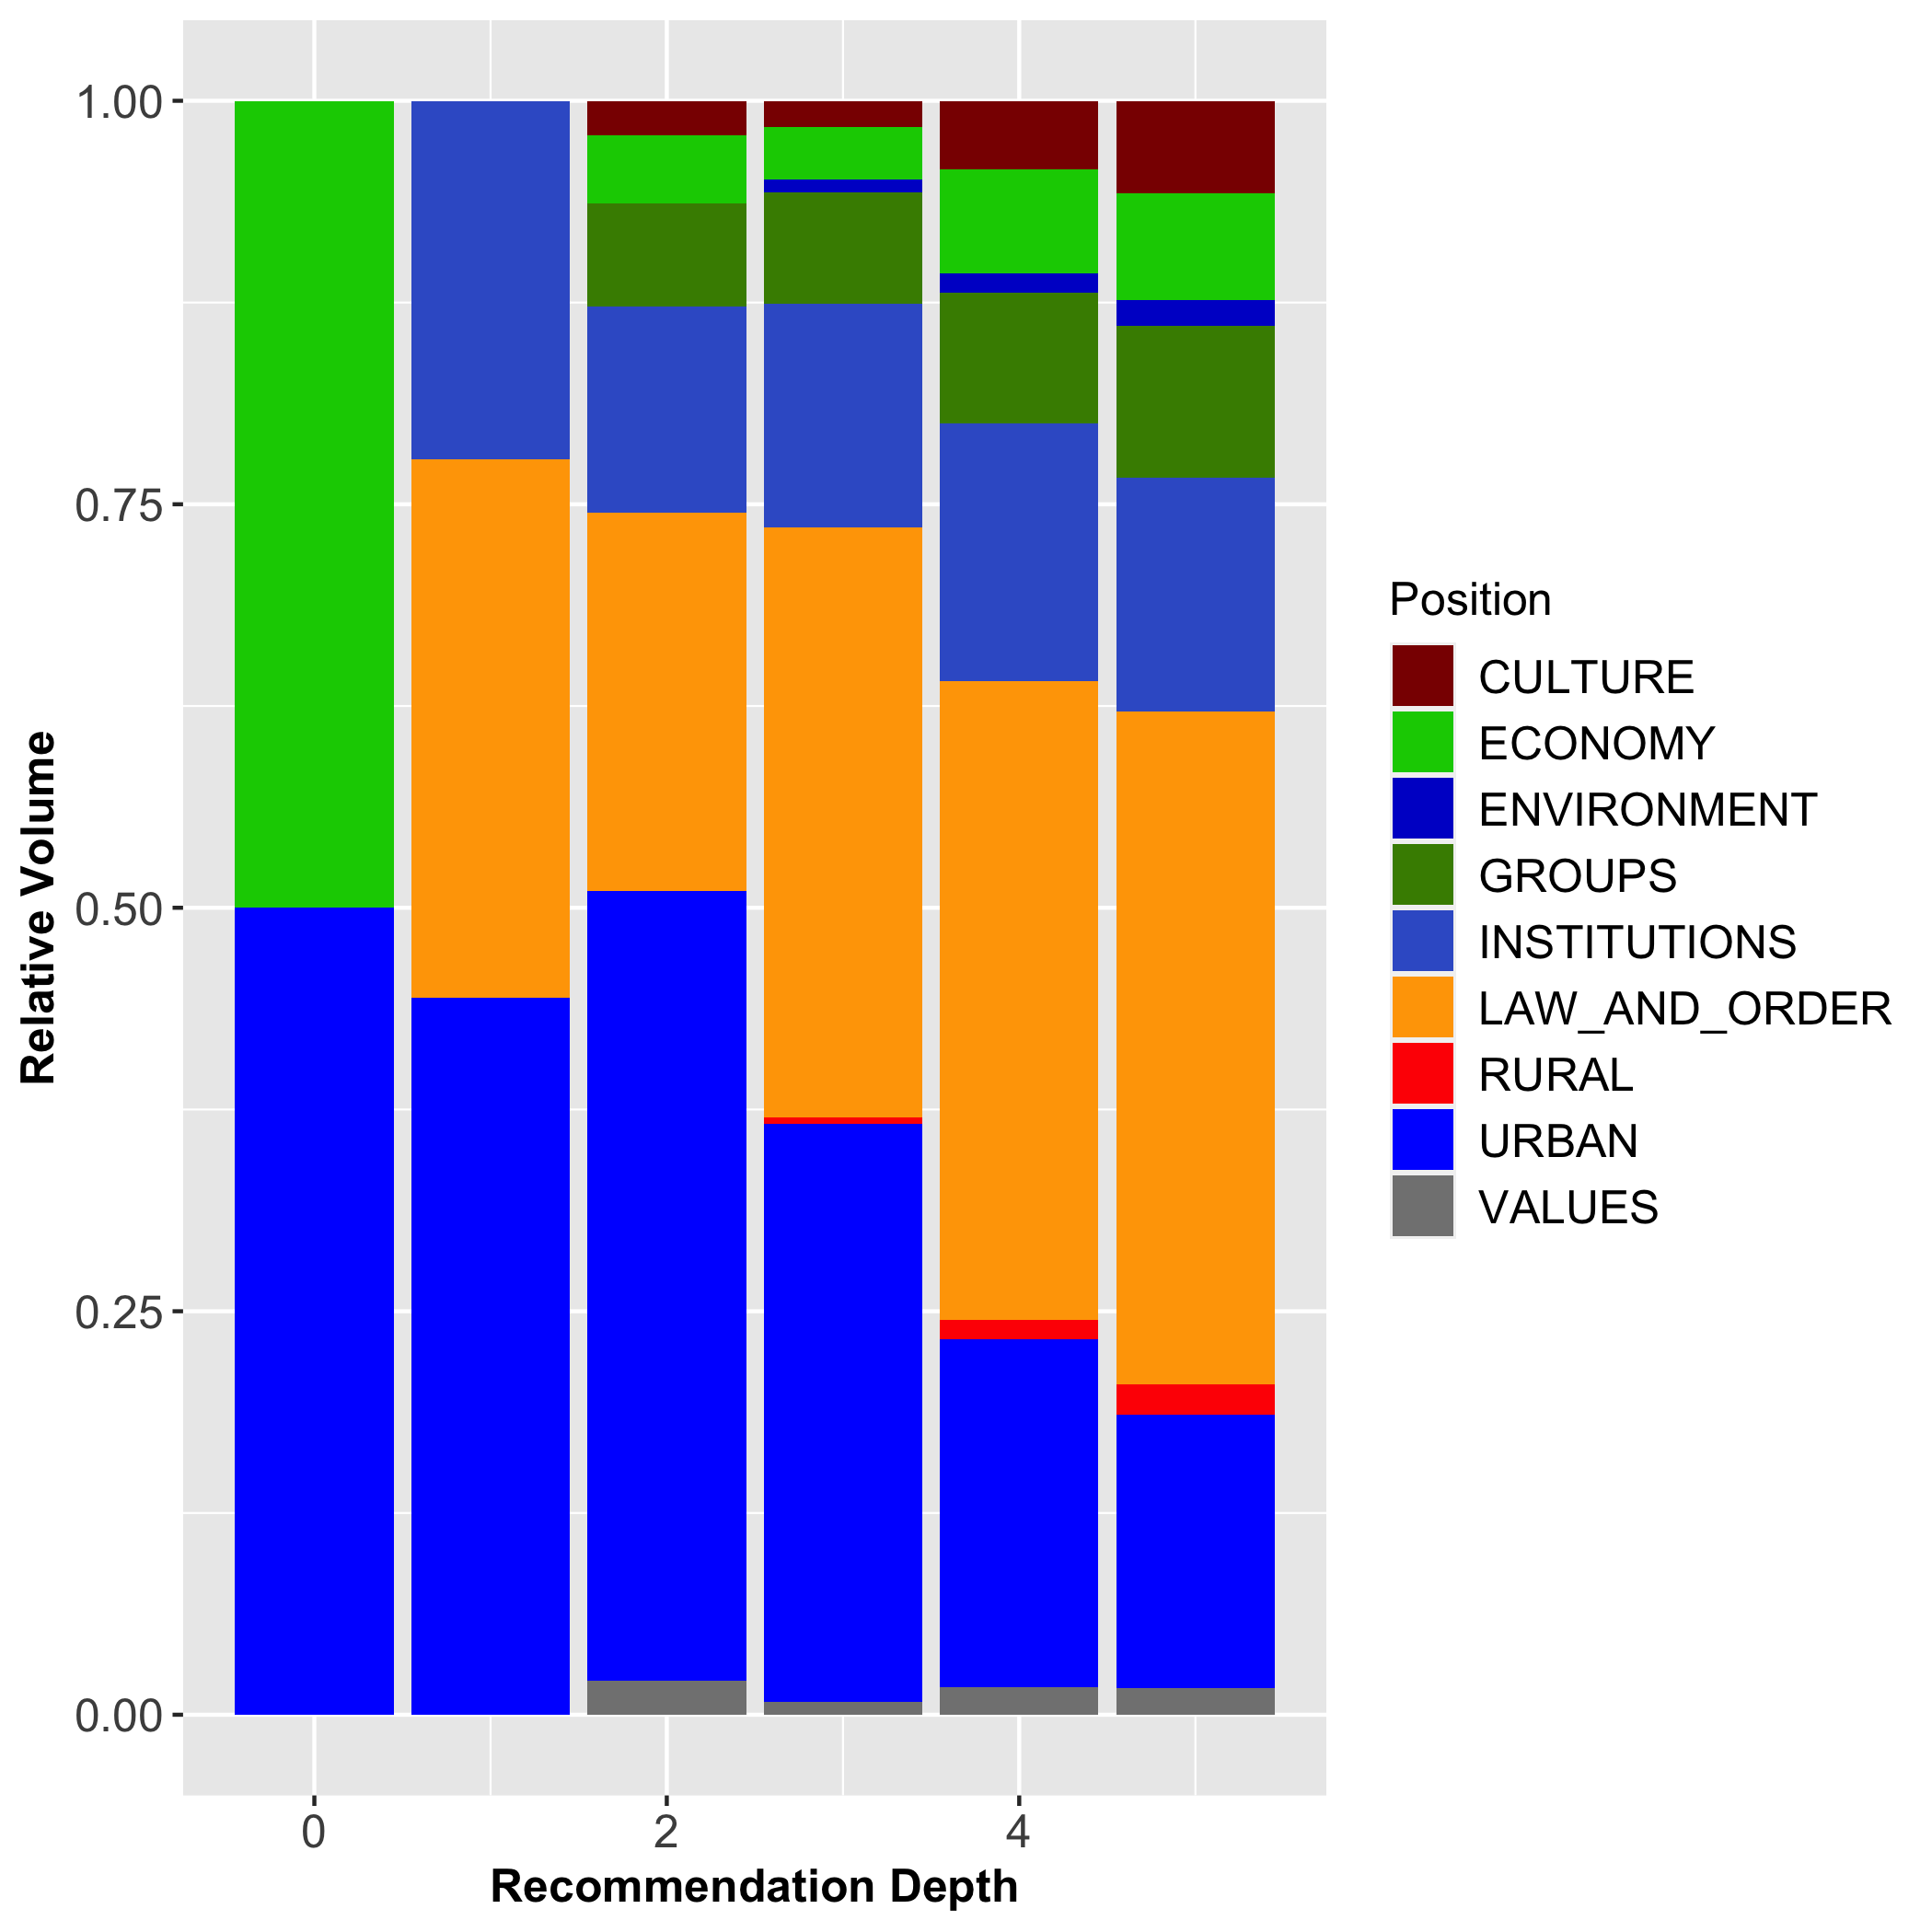 1.00
0.75
0.50
0.25
0.00
Relative Volume
0
2
4
Recommendation Depth
Position
CULTURE
ECONOMY
ENVIRONMENT
GROUPS
INSTITUTIONS
LAW_AND_ORDER
RURAL
URBAN
VALUES